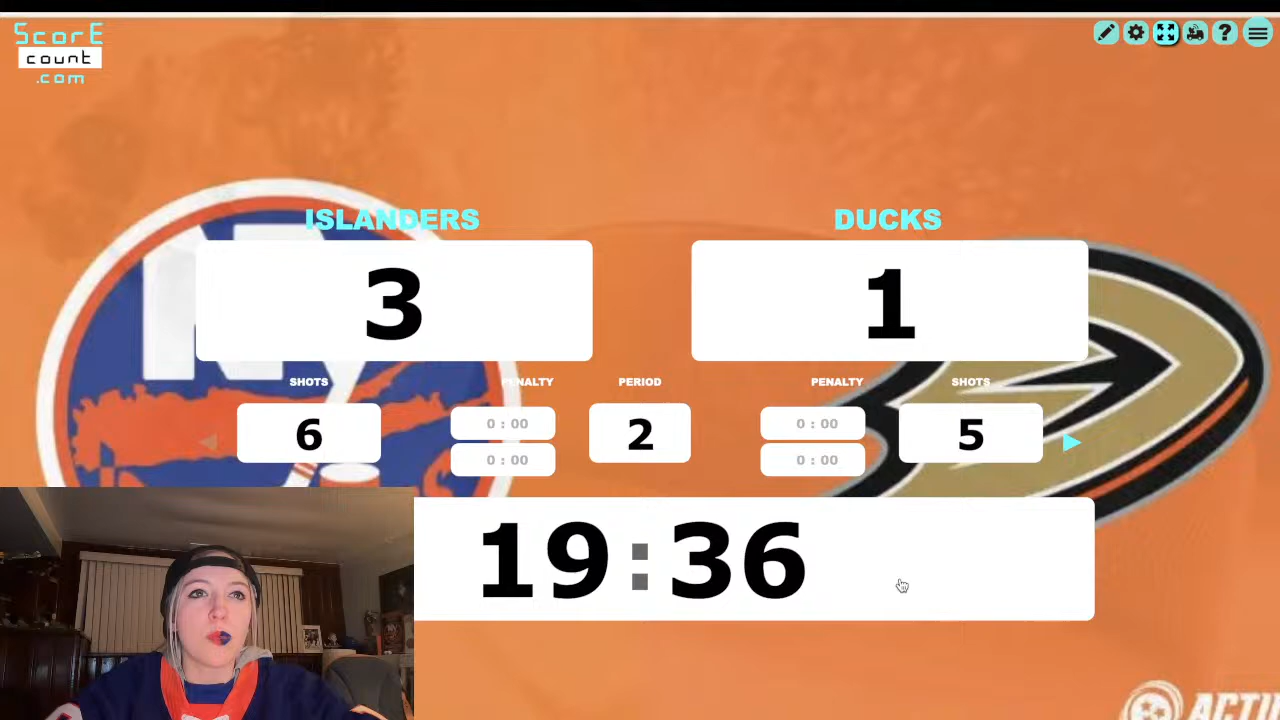 ScorE
count
.com
?
ISLANDERS
DUCKS
3
1
SHOTS
PENALTY
PERIOD
PENALTY
SHOTS
6
0 : 00
0 : 00
2
0 : 00
0 : 00
5
19:36